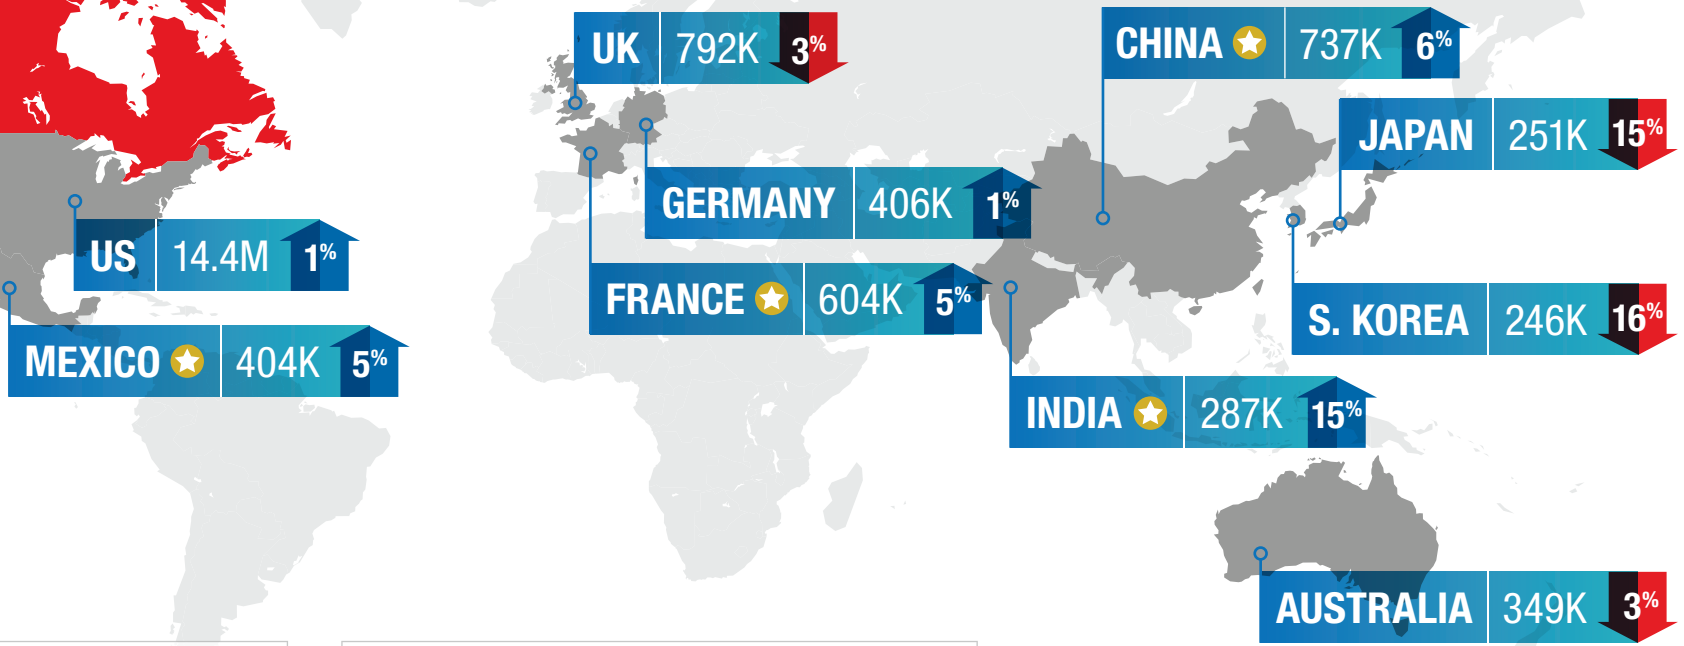 UK 792K 3%
CHINA 737K 6%
JAPAN 251K 15%
GERMANY 406K 1%
US 14.4M 1%
FRANCE 604K 5%
S. KOREA 246K 16%
MEXICO 404K 5%
INDIA 287K 15%
AUSTRALIA 349K 3%